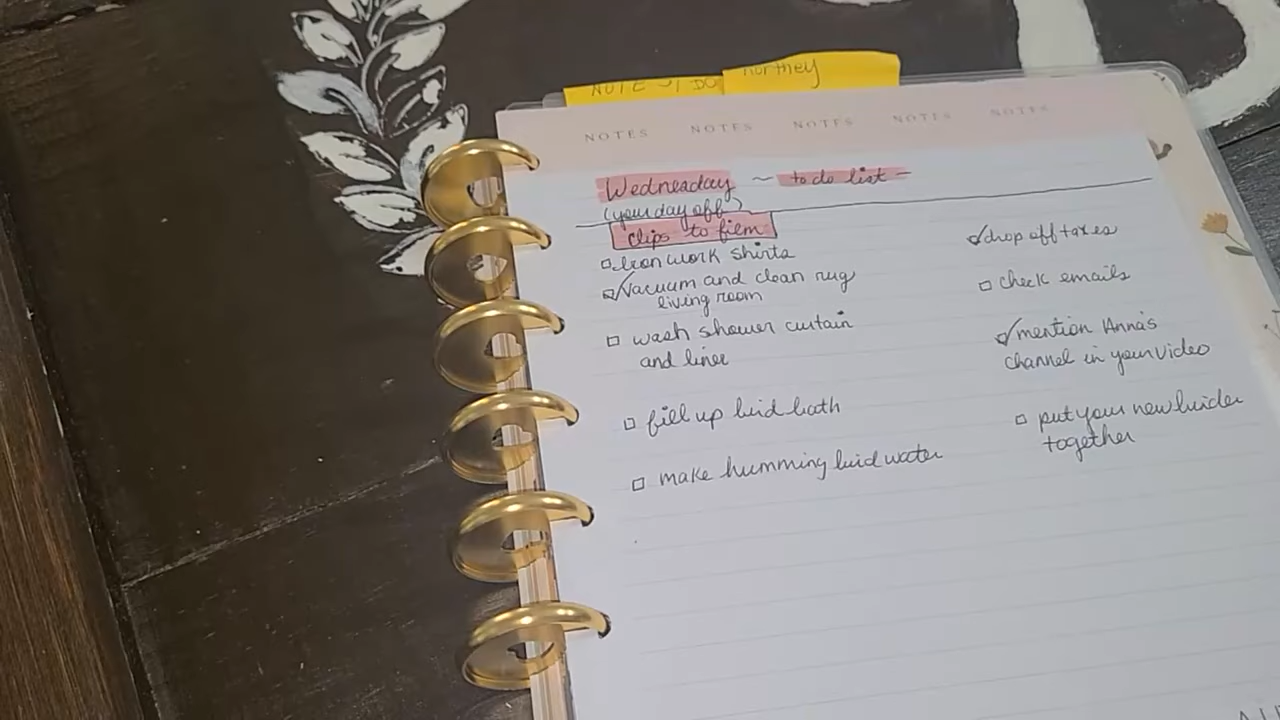 NOTE
NOTES NOTES NOTES NOTES NOTES
Wednesday ~ to do list -
(your day off)
clips to film
iron work shirts
vacuum and clean rug
living room
wash shower curtain
and liner
fill up bird bath
make humming bird water
drop off taxes
check emails
mention Anna's
channel in your video
put your new birder
together